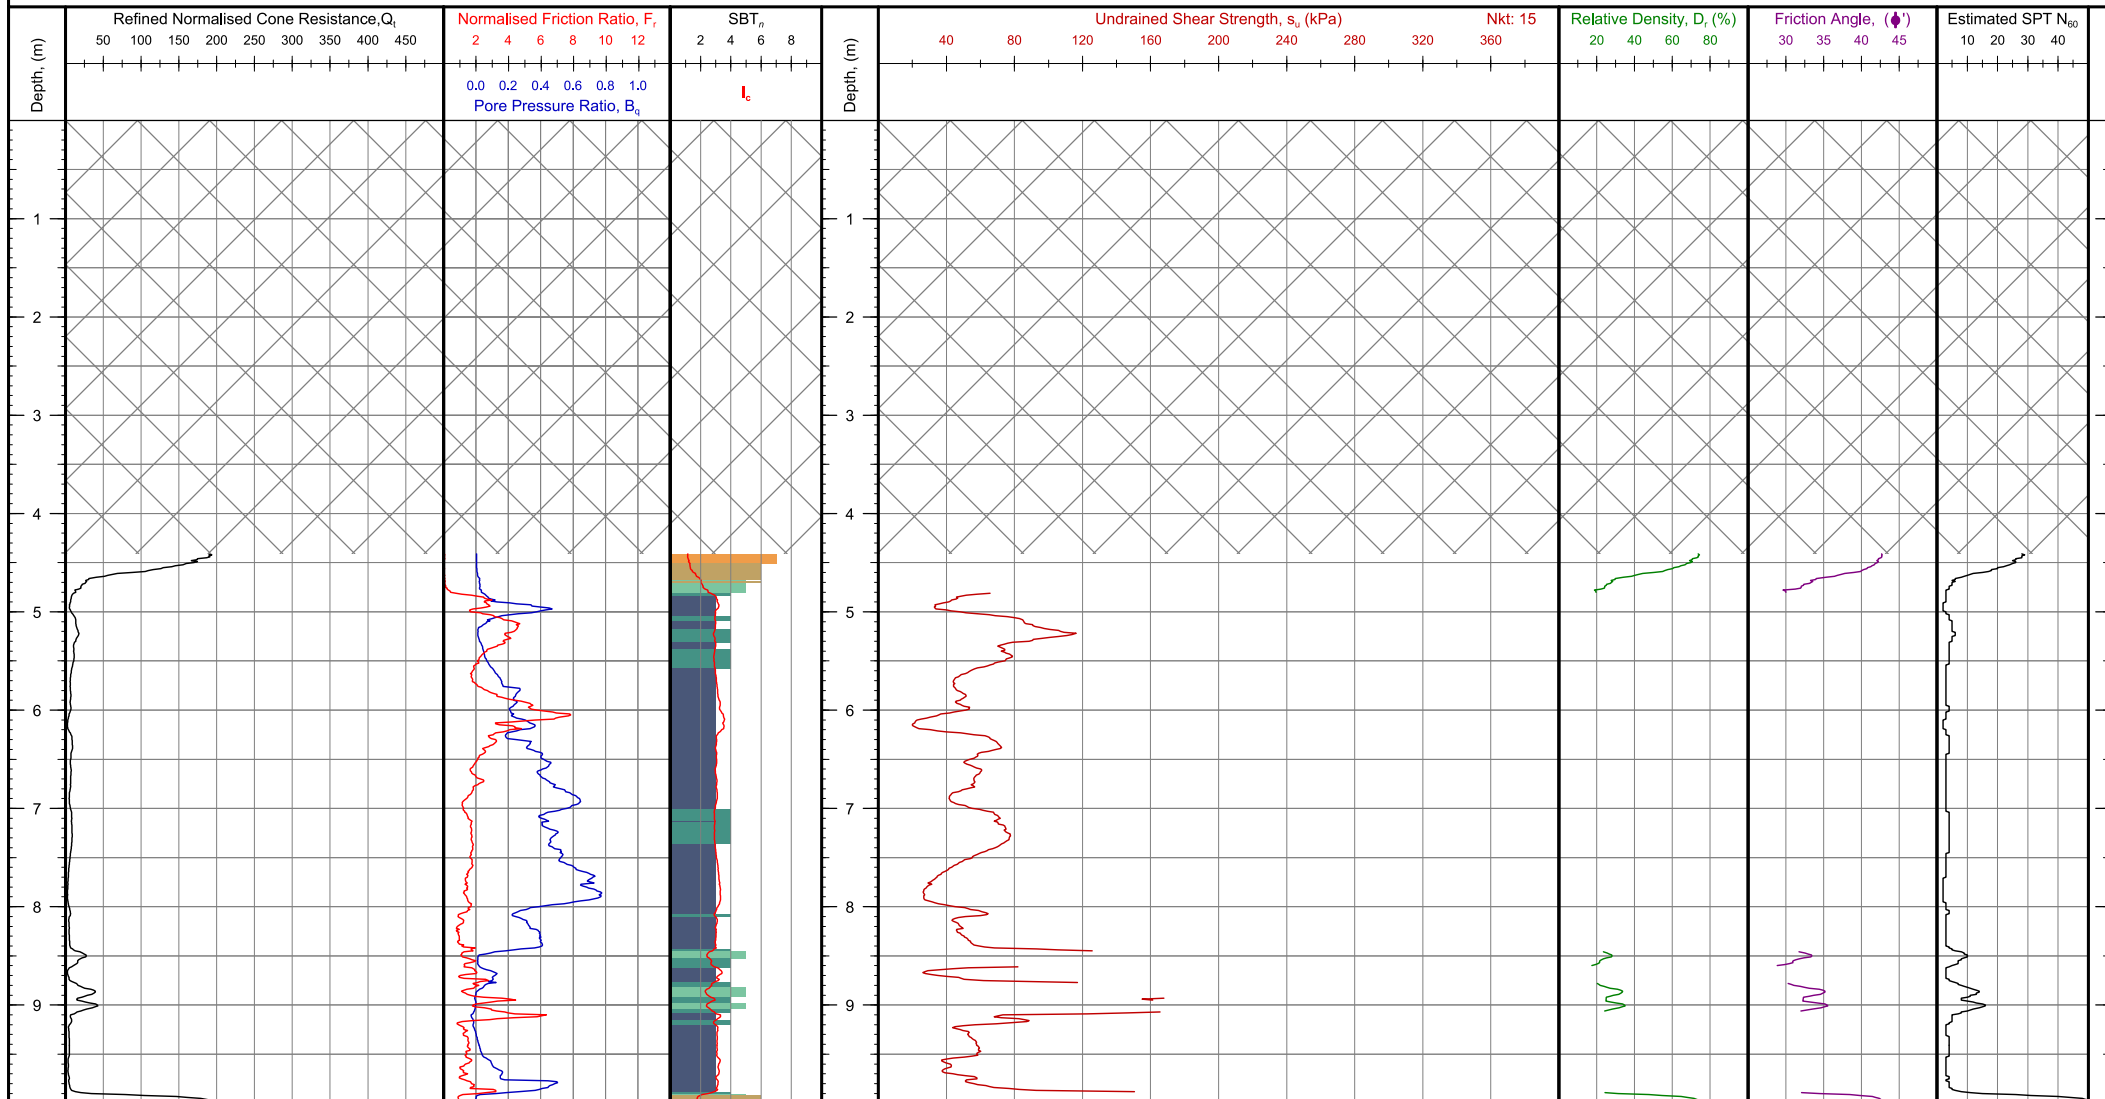 Refined Normalised Cone Resistance,Qt
50 100 150 200 250 300 350 400 450
Depth, (m)
Normalised Friction Ratio, Fr
2 4 6 8 10 12
0.0 0.2 0.4 0.6 0.8 1.0
Pore Pressure Ratio, Bq
SBTn
2 4 6 8
Ic
Depth, (m)
Undrained Shear Strength, su (kPa) Nkt: 15
40 80 120 160 200 240 280 320 360
Relative Density, Dr (%)
20 40 60 80
Friction Angle, (ϕ')
30 35 40 45
Estimated SPT N60
10 20 30 40
1 1
2 2
3 3
4 4
5 5
6 6
7 7
8 8
9 9